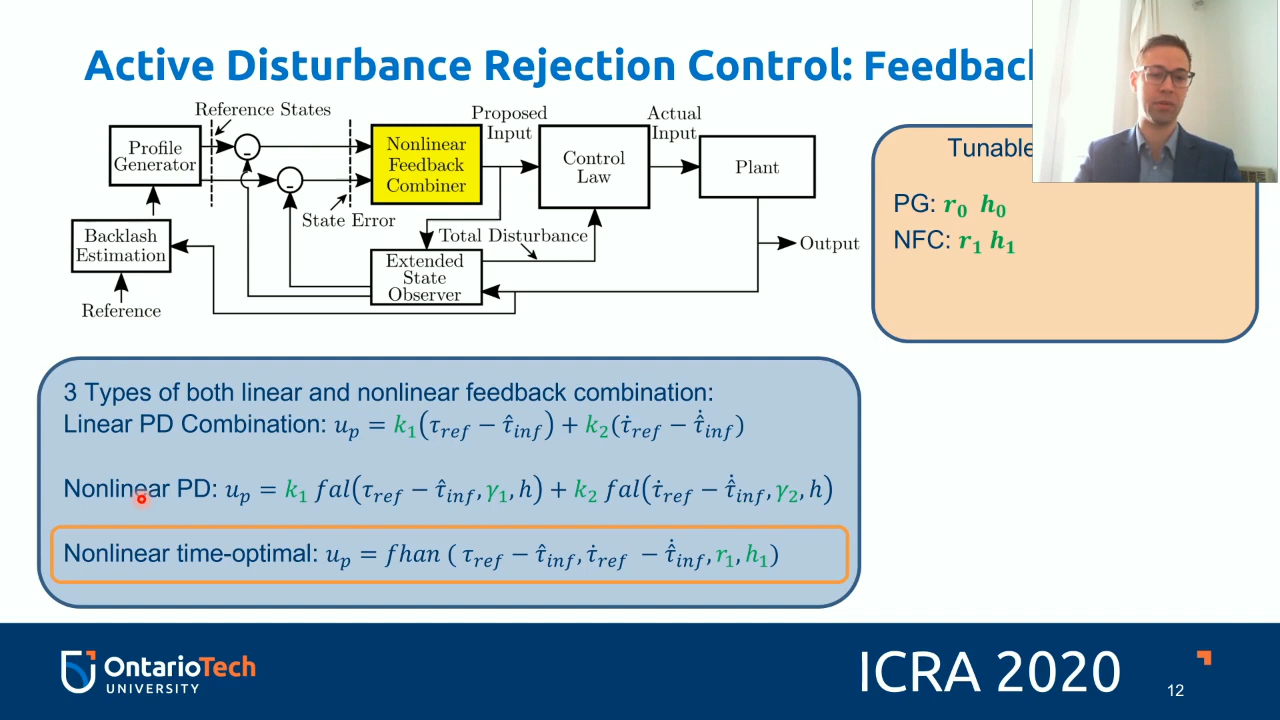 Active Disturbance Rejection Control:
Reference States
Profile
Generator
-
-
Nonlinear
Feedback
Combiner
Proposed
Input
Control
Law
Actual
Input
Plant
State Error
Backlash
Estimation
Reference
Extended
State
Observer
Total Disturbance
Output
PG: r₀ h₀
NFC: r₁ h₁
3 Types of both linear and nonlinear feedback combination:
Linear PD Combination: u_p = k₁(τ_ref − τ̂_inf) + k₂(τ̇_ref − τ̂̇_inf)
Nonlinear PD: u_p = k₁ fal(τ_ref − τ̂_inf, γ₁, h) + k₂ fal(τ̇_ref − τ̂̇_inf, γ₂, h)
Nonlinear time-optimal: u_p = fhan ( τ_ref − τ̂_inf, τ̇_ref − τ̂̇_inf, r₁, h₁)
OntarioTech
UNIVERSITY
ICRA 2020
12